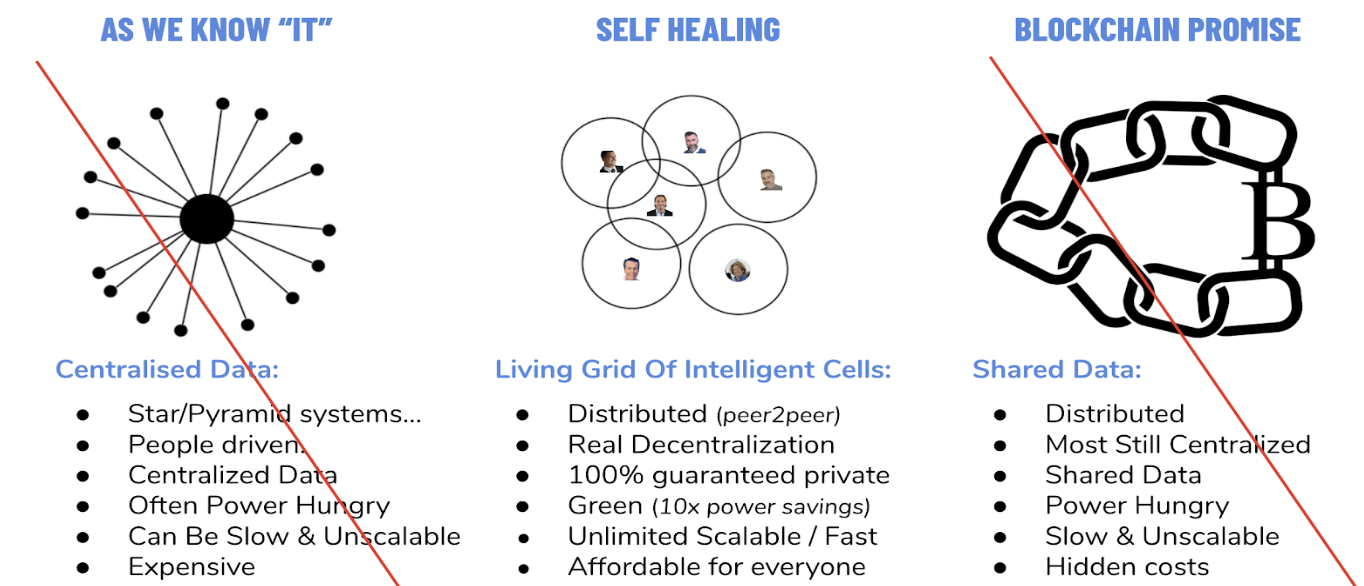 AS WE KNOW “IT”
Centralised Data:
● Star/Pyramid systems...
● People driven.
● Centralized Data
● Often Power Hungry
● Can Be Slow & Unscalable
● Expensive
SELF HEALING
Living Grid Of Intelligent Cells:
● Distributed (peer2peer)
● Real Decentralization
● 100% guaranteed private
● Green (10x power savings)
● Unlimited Scalable / Fast
● Affordable for everyone
BLOCKCHAIN PROMISE
B
Shared Data:
● Distributed
● Most Still Centralized
● Shared Data
● Power Hungry
● Slow & Unscalable
● Hidden costs